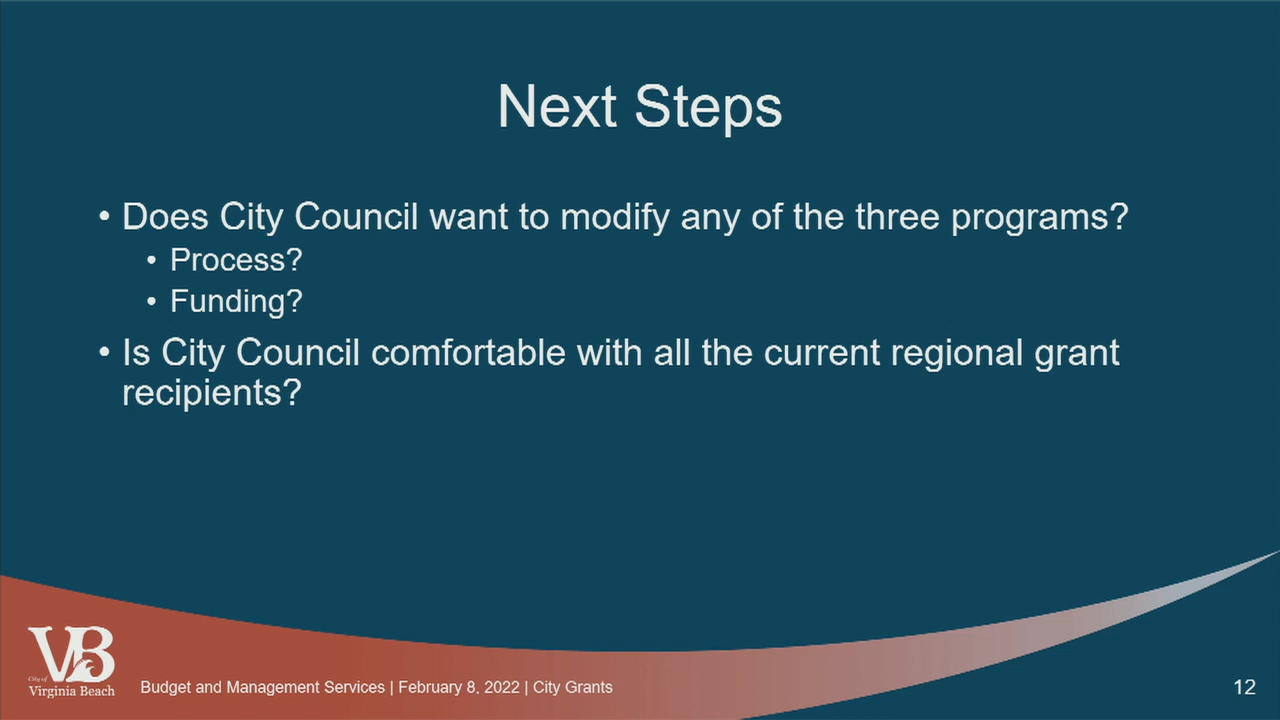 Next Steps
• Does City Council want to modify any of the three programs?
• Process?
• Funding?
• Is City Council comfortable with all the current regional grant
recipients?
VB
City of
Virginia Beach
Budget and Management Services | February 8, 2022 | City Grants
12